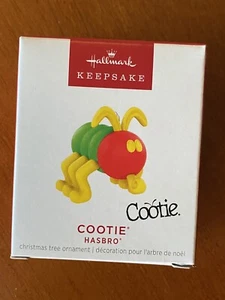 Hallmark
KEEPSAKE
Cootie.
COOTIE®
HASBRO®
christmas tree ornament | décoration pour l'arbre de noël